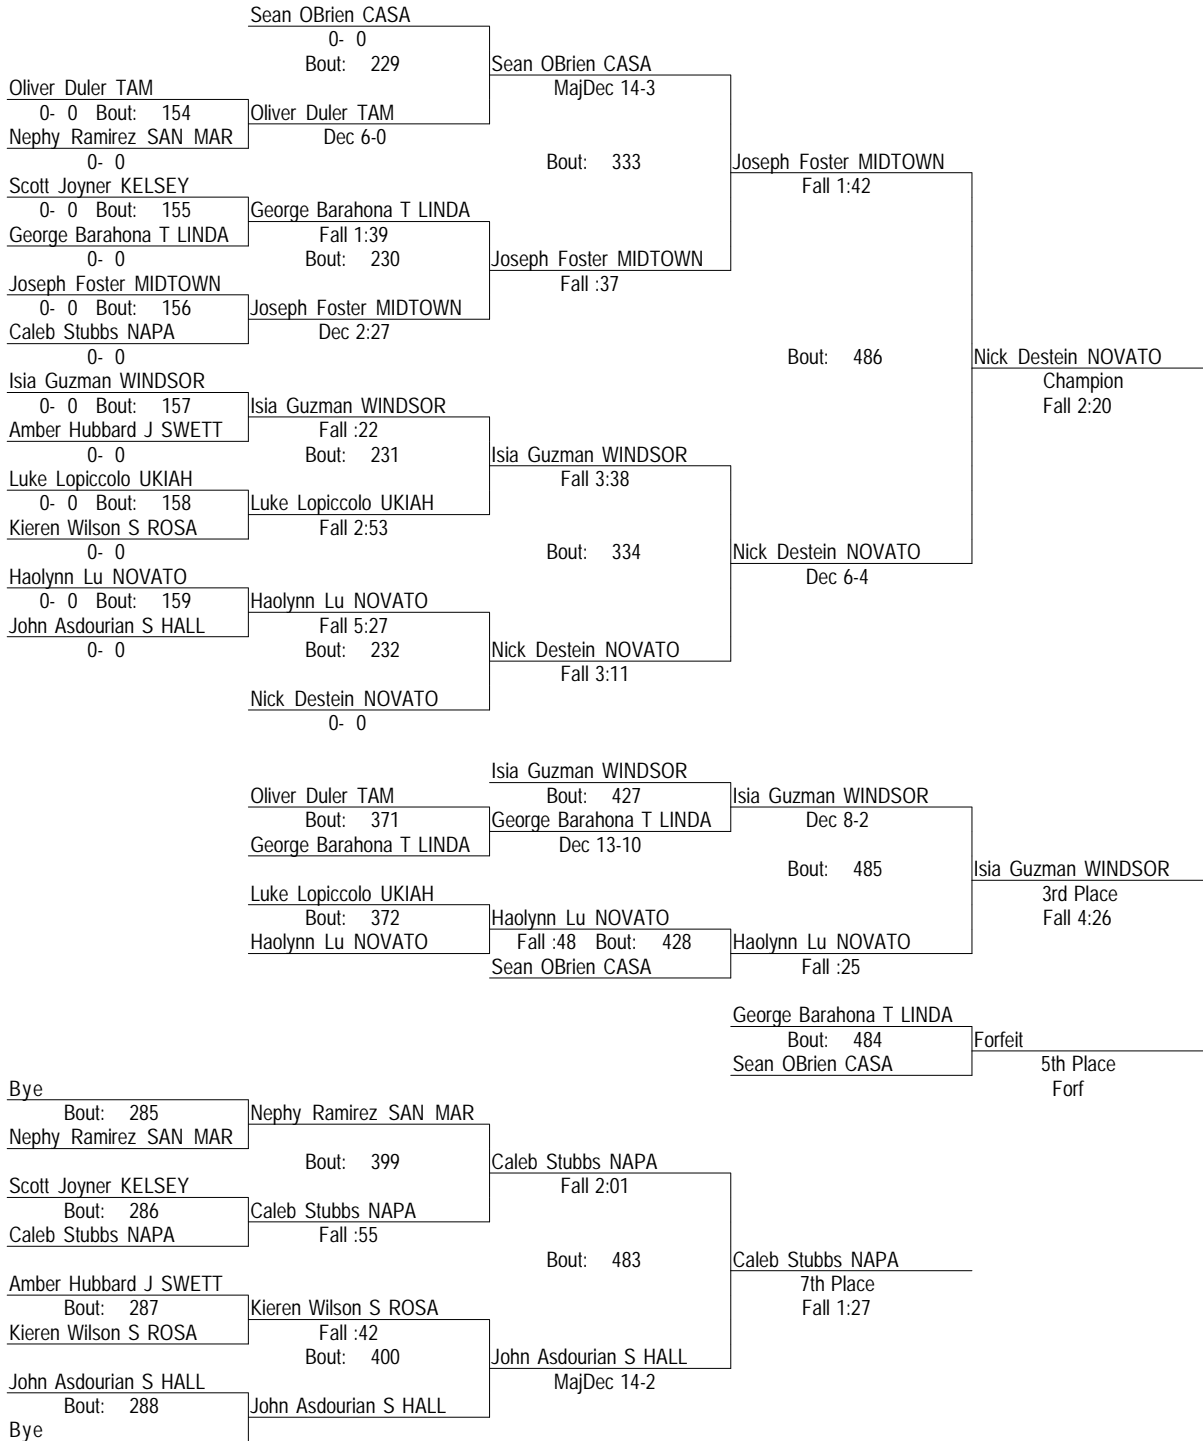 Sean OBrien CASA
0- 0
Bout: 229 Sean OBrien CASA
Oliver Duler TAM MajDec 14-3
0- 0 Bout: 154 Oliver Duler TAM
Nephy Ramirez SAN MAR Dec 6-0
0- 0 Bout: 333 Joseph Foster MIDTOWN
Scott Joyner KELSEY Fall 1:42
0- 0 Bout: 155 George Barahona T LINDA
George Barahona T LINDA Fall 1:39
0- 0 Bout: 230 Joseph Foster MIDTOWN
Joseph Foster MIDTOWN Fall :37
0- 0 Bout: 156 Joseph Foster MIDTOWN
Caleb Stubbs NAPA Dec 2:27
0- 0 Bout: 486 Nick Destein NOVATO
Isia Guzman WINDSOR Champion
0- 0 Bout: 157 Isia Guzman WINDSOR Fall 2:20
Amber Hubbard J SWETT Fall :22
0- 0 Bout: 231 Isia Guzman WINDSOR
Luke Lopiccolo UKIAH Fall 3:38
0- 0 Bout: 158 Luke Lopiccolo UKIAH
Kieren Wilson S ROSA Fall 2:53
0- 0 Bout: 334 Nick Destein NOVATO
Haolynn Lu NOVATO Dec 6-4
0- 0 Bout: 159 Haolynn Lu NOVATO
John Asdourian S HALL Fall 5:27
0- 0 Bout: 232 Nick Destein NOVATO
Fall 3:11
Nick Destein NOVATO
0- 0
Isia Guzman WINDSOR
Oliver Duler TAM Bout: 427 Isia Guzman WINDSOR
Bout: 371 George Barahona T LINDA Dec 8-2
George Barahona T LINDA Dec 13-10
Bout: 485 Isia Guzman WINDSOR
Luke Lopiccolo UKIAH 3rd Place
Bout: 372 Haolynn Lu NOVATO Fall 4:26
Haolynn Lu NOVATO Fall :48 Bout: 428 Haolynn Lu NOVATO
Sean OBrien CASA Fall :25
George Barahona T LINDA
Bout: 484 Forfeit
Sean OBrien CASA 5th Place
Bye Forf
Bout: 285 Nephy Ramirez SAN MAR
Nephy Ramirez SAN MAR
Bout: 399 Caleb Stubbs NAPA
Scott Joyner KELSEY Fall 2:01
Bout: 286 Caleb Stubbs NAPA
Caleb Stubbs NAPA Fall :55
Bout: 483 Caleb Stubbs NAPA
Amber Hubbard J SWETT 7th Place
Bout: 287 Kieren Wilson S ROSA Fall 1:27
Kieren Wilson S ROSA Fall :42
Bout: 400 John Asdourian S HALL
John Asdourian S HALL MajDec 14-2
Bout: 288 John Asdourian S HALL
Bye